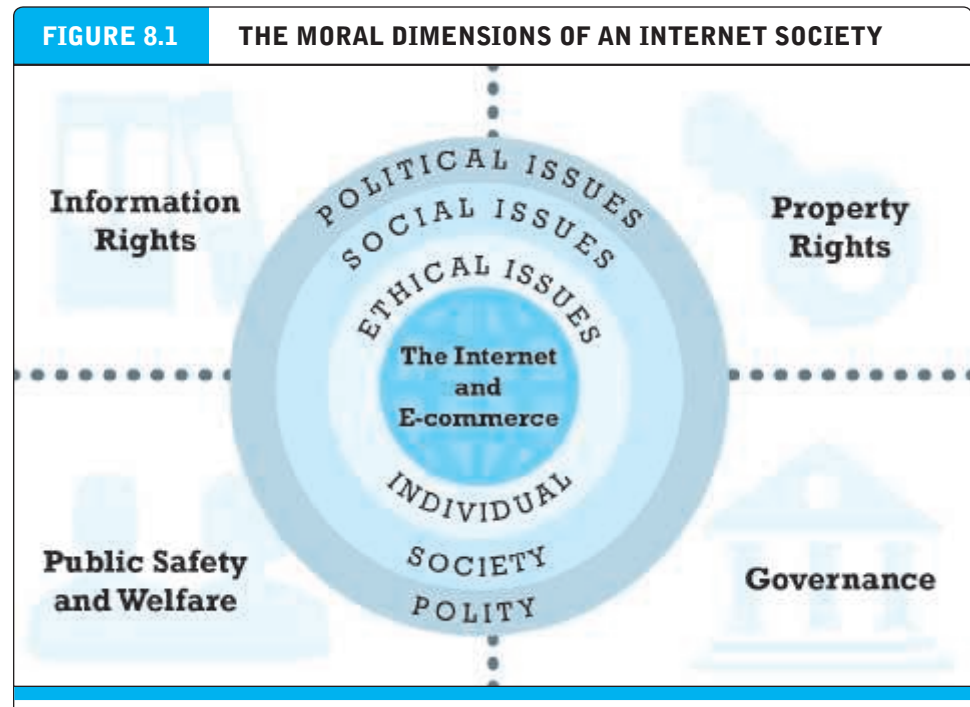 FIGURE 8.1 THE MORAL DIMENSIONS OF AN INTERNET SOCIETY
POLITICAL ISSUES
SOCIAL ISSUES
ETHICAL ISSUES
Information
Rights
Property
Rights
The Internet
and
E-commerce
INDIVIDUAL
SOCIETY
POLITY
Public Safety
and Welfare
Governance